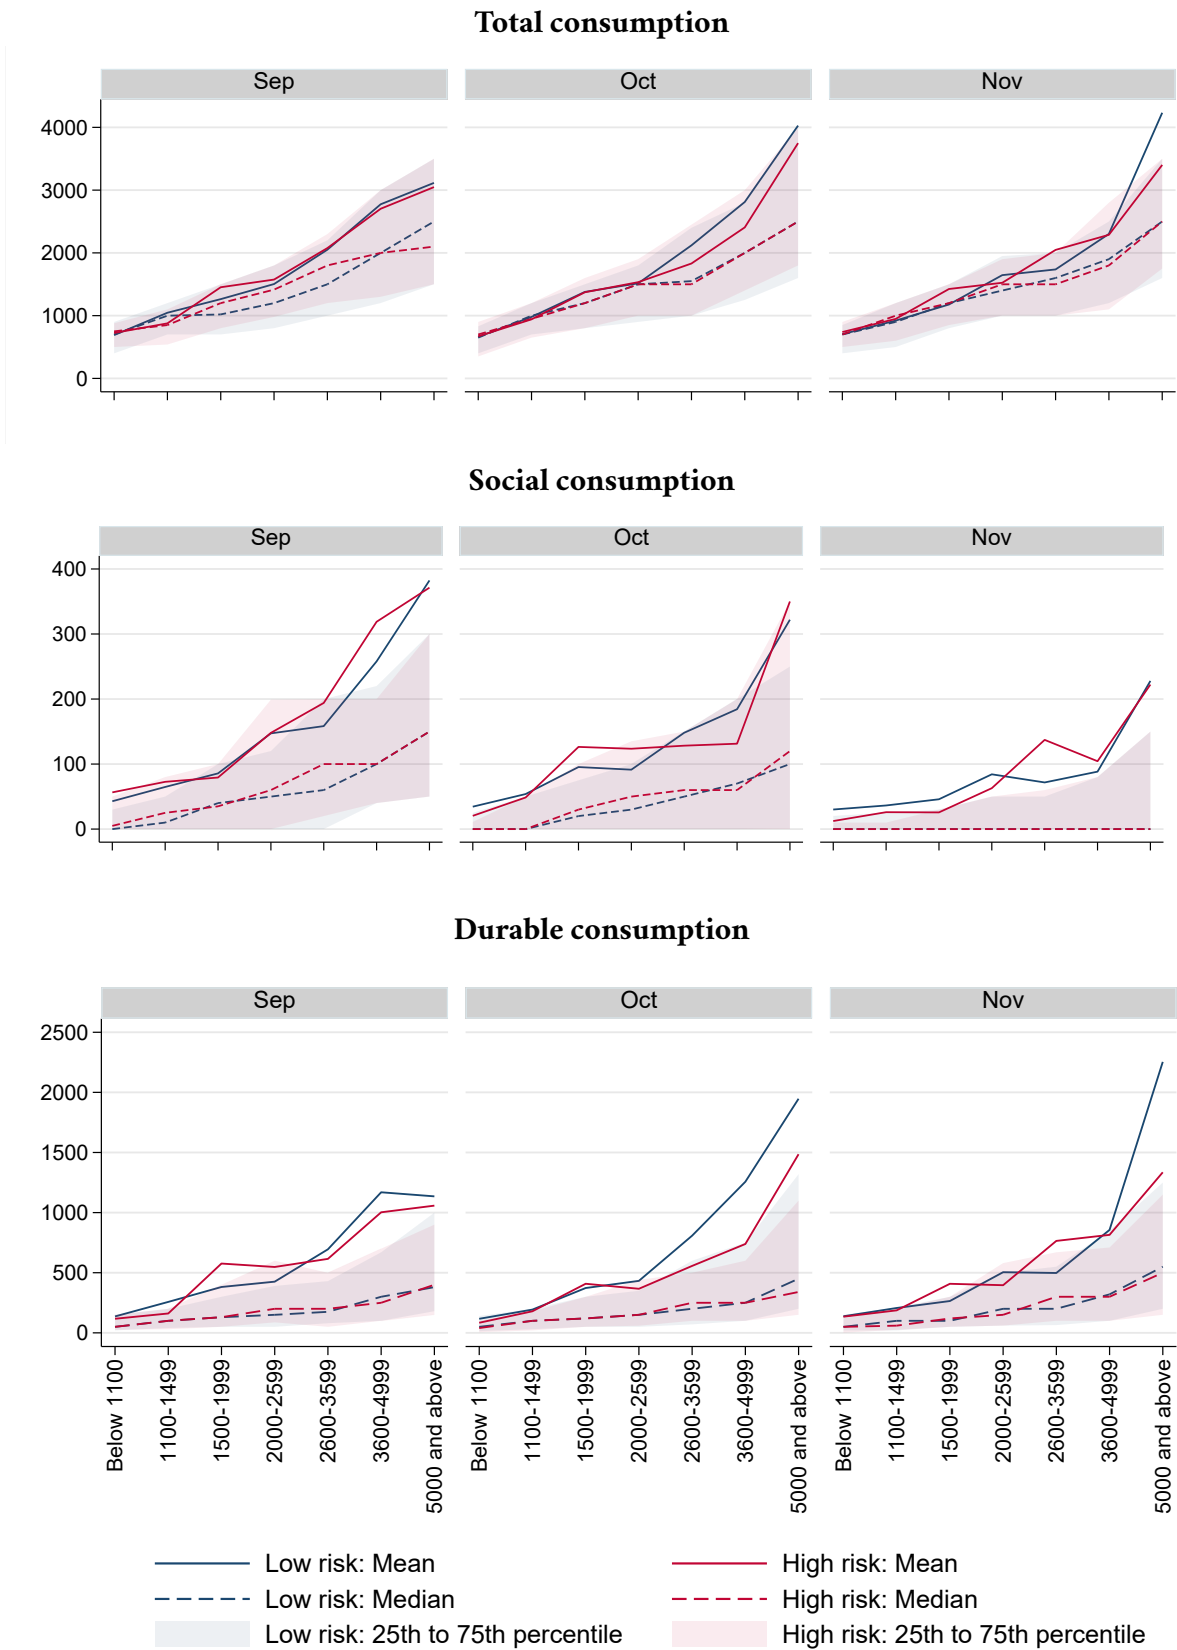 Total consumption
Sep Oct Nov
4000
3000
2000
1000
0
Social consumption
Sep Oct Nov
400
300
200
100
0
Durable consumption
Sep Oct Nov
2500
2000
1500
1000
500
0
Below 1100 1100-1499 1500-1999 2000-2599 2600-3599 3600-4999 5000 and above Below 1100 1100-1499 1500-1999 2000-2599 2600-3599 3600-4999 5000 and above Below 1100 1100-1499 1500-1999 2000-2599 2600-3599 3600-4999 5000 and above
Low risk: Mean High risk: Mean
Low risk: Median High risk: Median
Low risk: 25th to 75th percentile High risk: 25th to 75th percentile